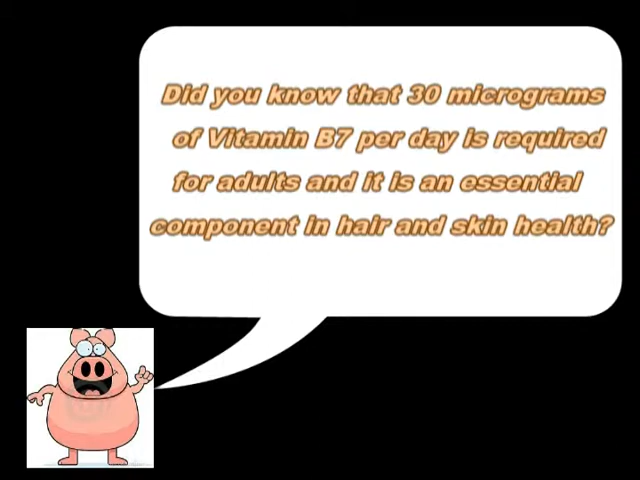 Did you know that 30 micrograms
of Vitamin B7 per day is required
for adults and it is an essential
component in hair and skin health?